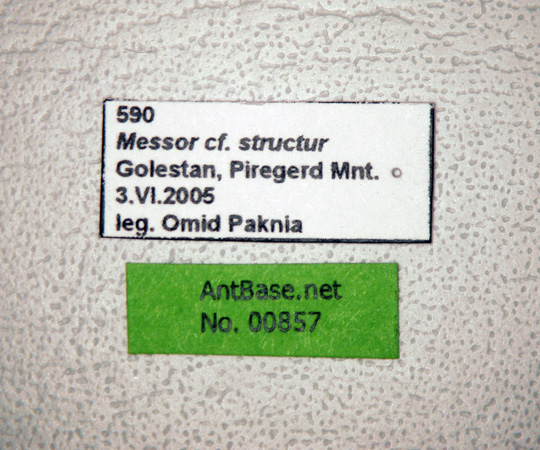 590
Messor cf. structur
Golestan, Piregerd Mnt.
3.VI.2005
leg. Omid Paknia
AntBase.net
No. 00857